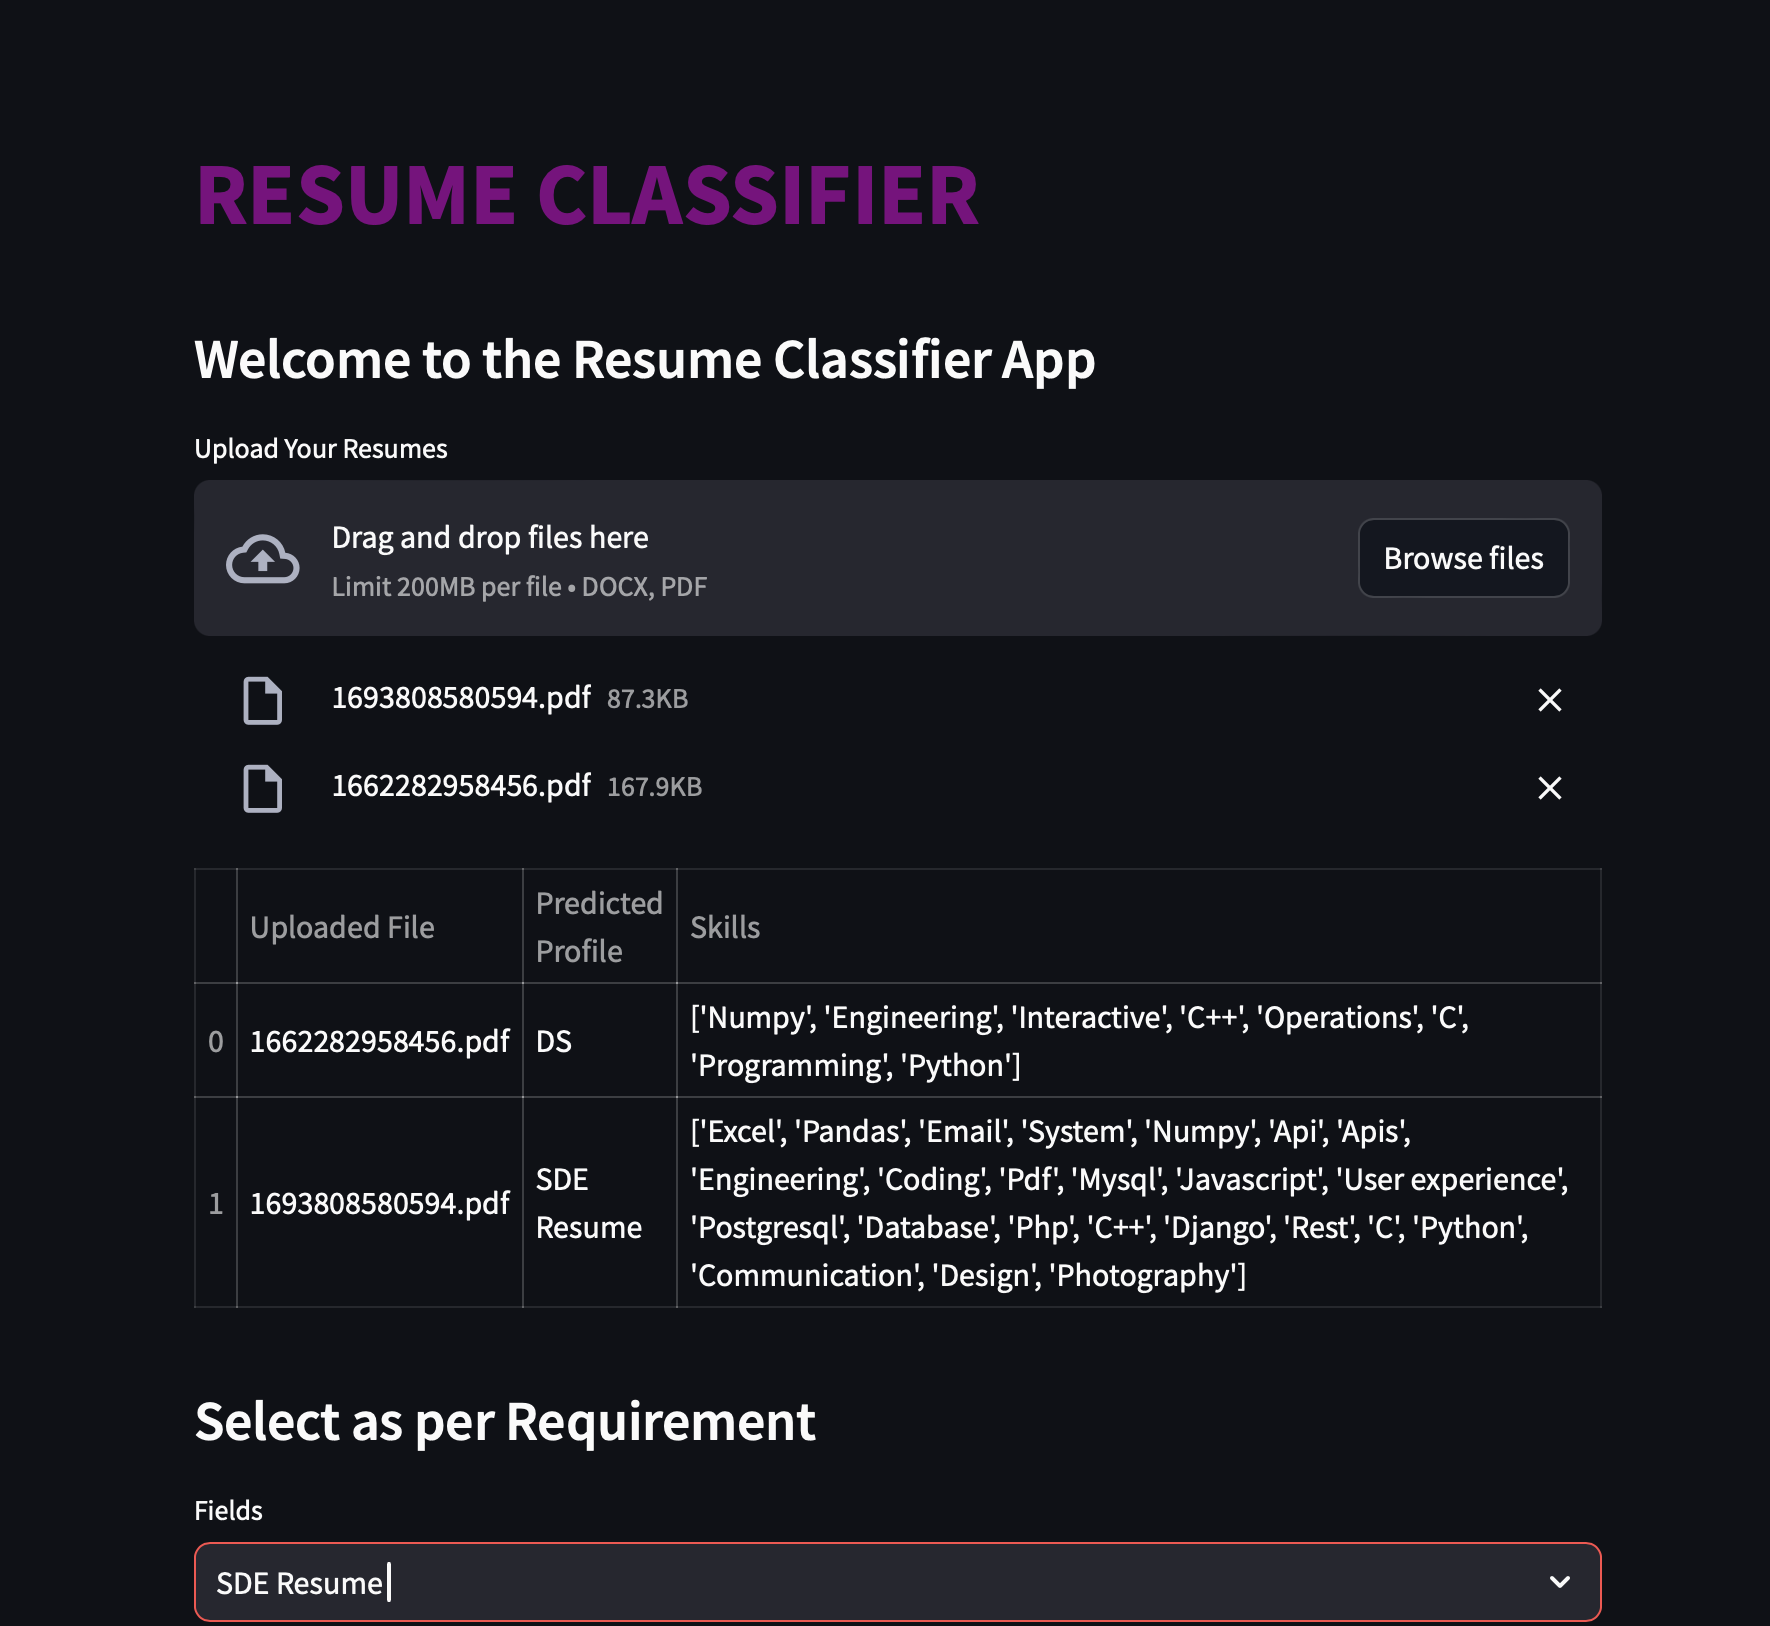 RESUME CLASSIFIER
Welcome to the Resume Classifier App
Upload Your Resumes
Drag and drop files here
Limit 200MB per file • DOCX, PDF
Browse files
1693808580594.pdf 87.3KB
1662282958456.pdf 167.9KB
Uploaded File
Predicted
Profile
Skills
0
1662282958456.pdf
DS
['Numpy', 'Engineering', 'Interactive', 'C++', 'Operations', 'C',
'Programming', 'Python']
1
1693808580594.pdf
SDE
Resume
['Excel', 'Pandas', 'Email', 'System', 'Numpy', 'Api', 'Apis',
'Engineering', 'Coding', 'Pdf', 'Mysql', 'Javascript', 'User experience',
'Postgresql', 'Database', 'Php', 'C++', 'Django', 'Rest', 'C', 'Python',
'Communication', 'Design', 'Photography']
Select as per Requirement
Fields
SDE Resume